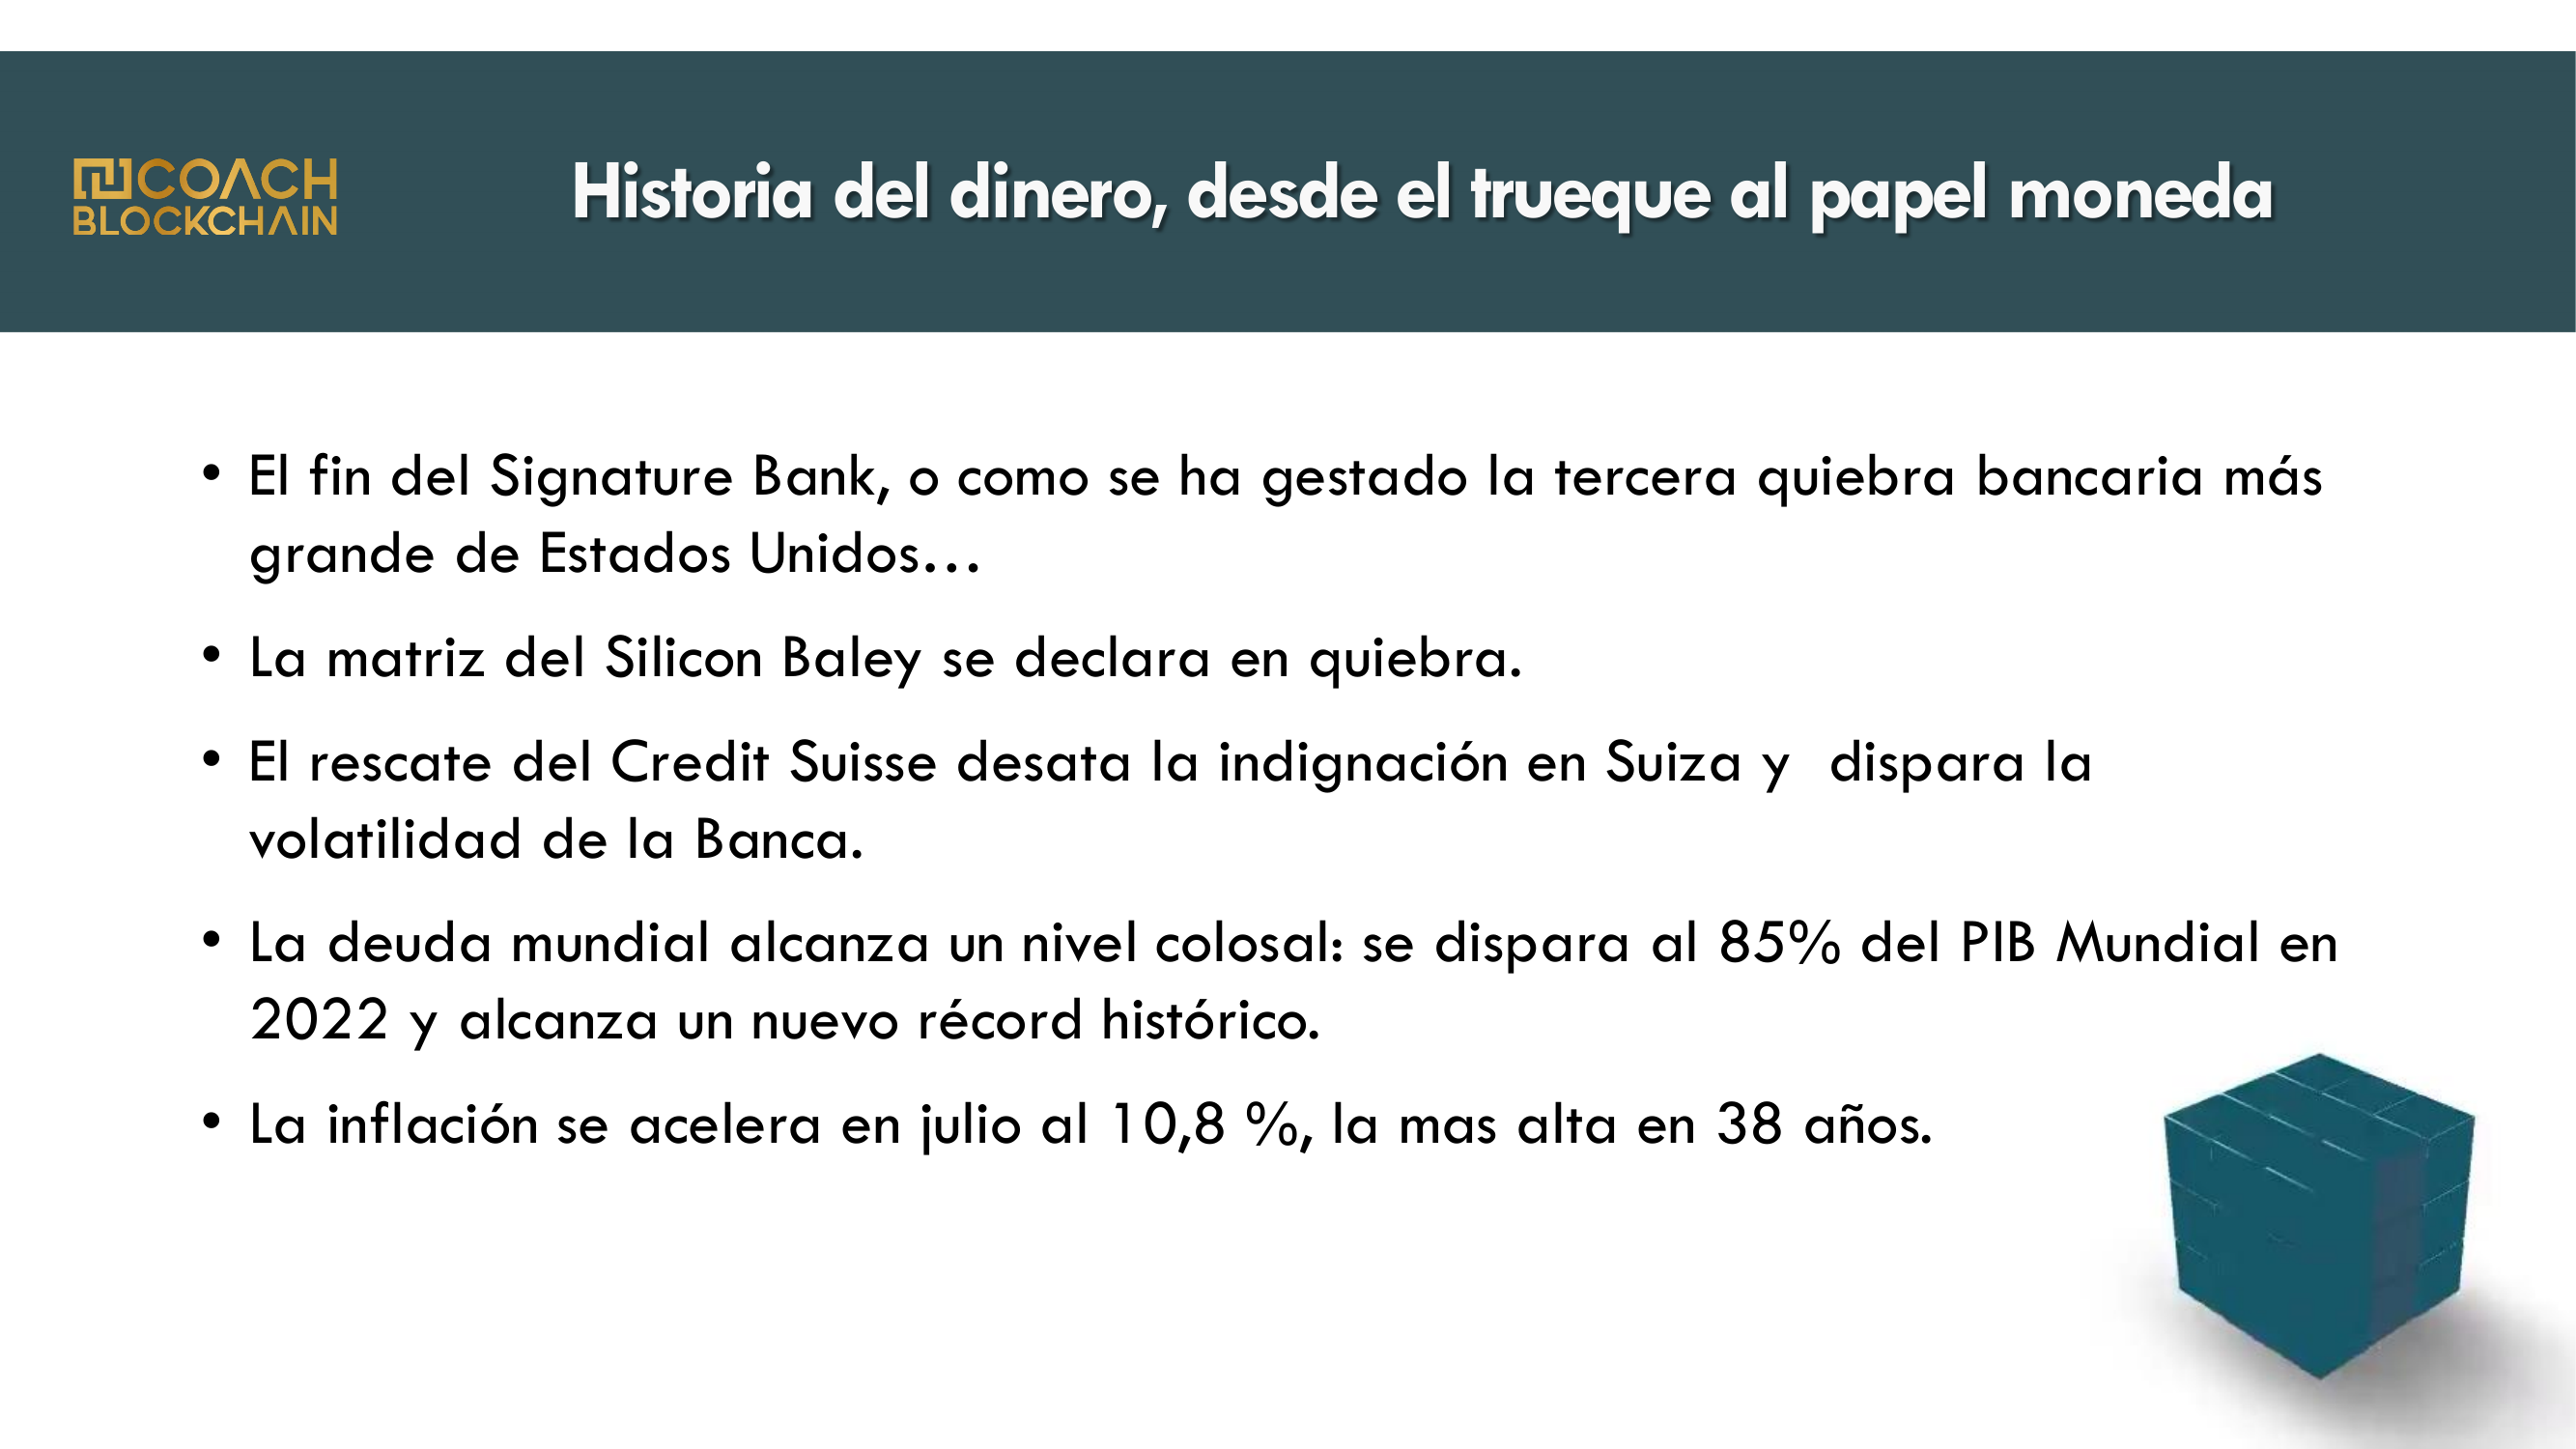 COACH
BLOCKCHAIN
Historia del dinero, desde el trueque al papel moneda
• El fin del Signature Bank, o como se ha gestado la tercera quiebra bancaria más
grande de Estados Unidos…
• La matriz del Silicon Baley se declara en quiebra.
• El rescate del Credit Suisse desata la indignación en Suiza y  dispara la
volatilidad de la Banca.
• La deuda mundial alcanza un nivel colosal: se dispara al 85% del PIB Mundial en
2022 y alcanza un nuevo récord histórico.
• La inflación se acelera en julio al 10,8 %, la mas alta en 38 años.